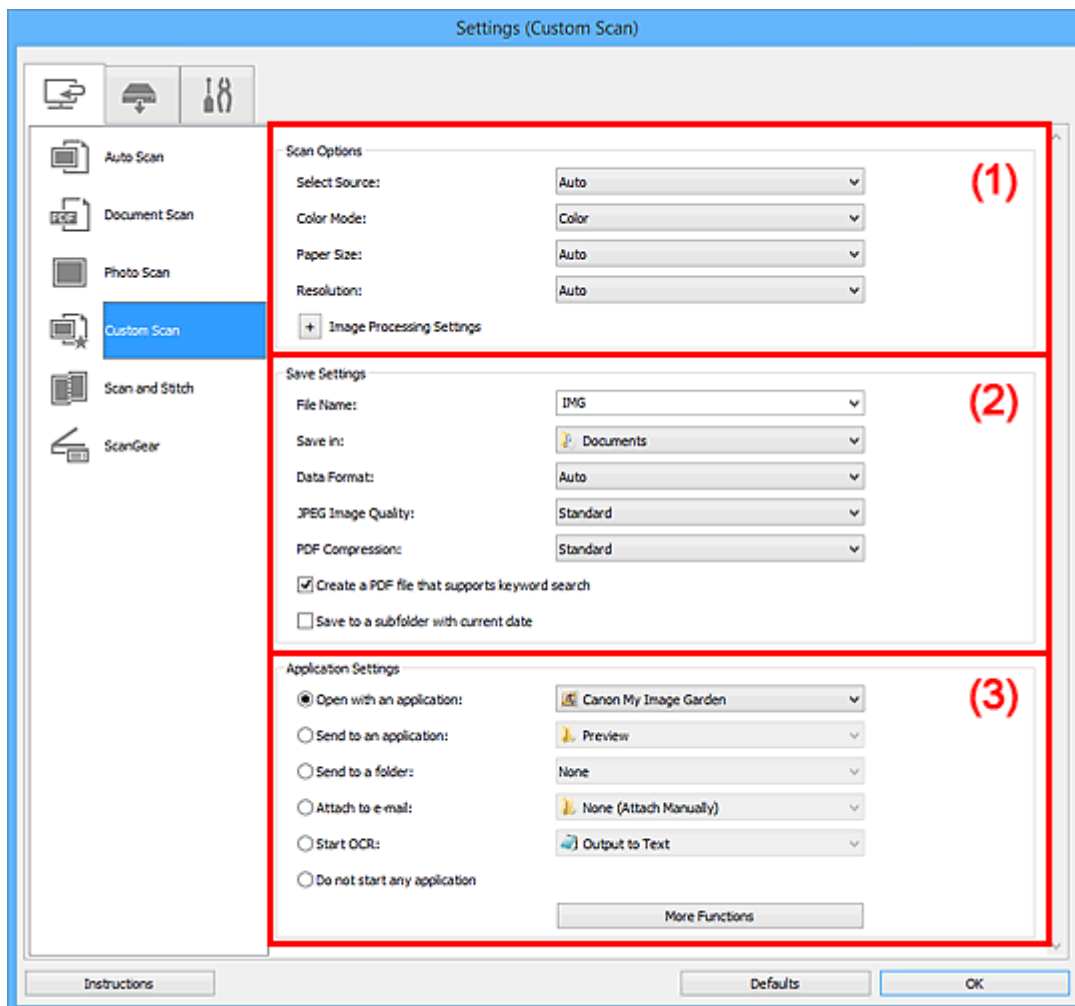 Settings (Custom Scan)
Auto Scan
PDF
Document Scan
Photo Scan
Custom Scan
Scan and Stitch
ScanGear
Scan Options
(1)
Select Source: Auto
Color Mode: Color
Paper Size: Auto
Resolution: Auto
+ Image Processing Settings
Save Settings
(2)
File Name: IMG
Save in: Documents
Data Format: Auto
JPEG Image Quality: Standard
PDF Compression: Standard
Create a PDF file that supports keyword search
Save to a subfolder with current date
Application Settings
(3)
Open with an application: Canon My Image Garden
Send to an application: Preview
Send to a folder: None
Attach to e-mail: None (Attach Manually)
Start OCR: Output to Text
Do not start any application
More Functions
Instructions Defaults OK